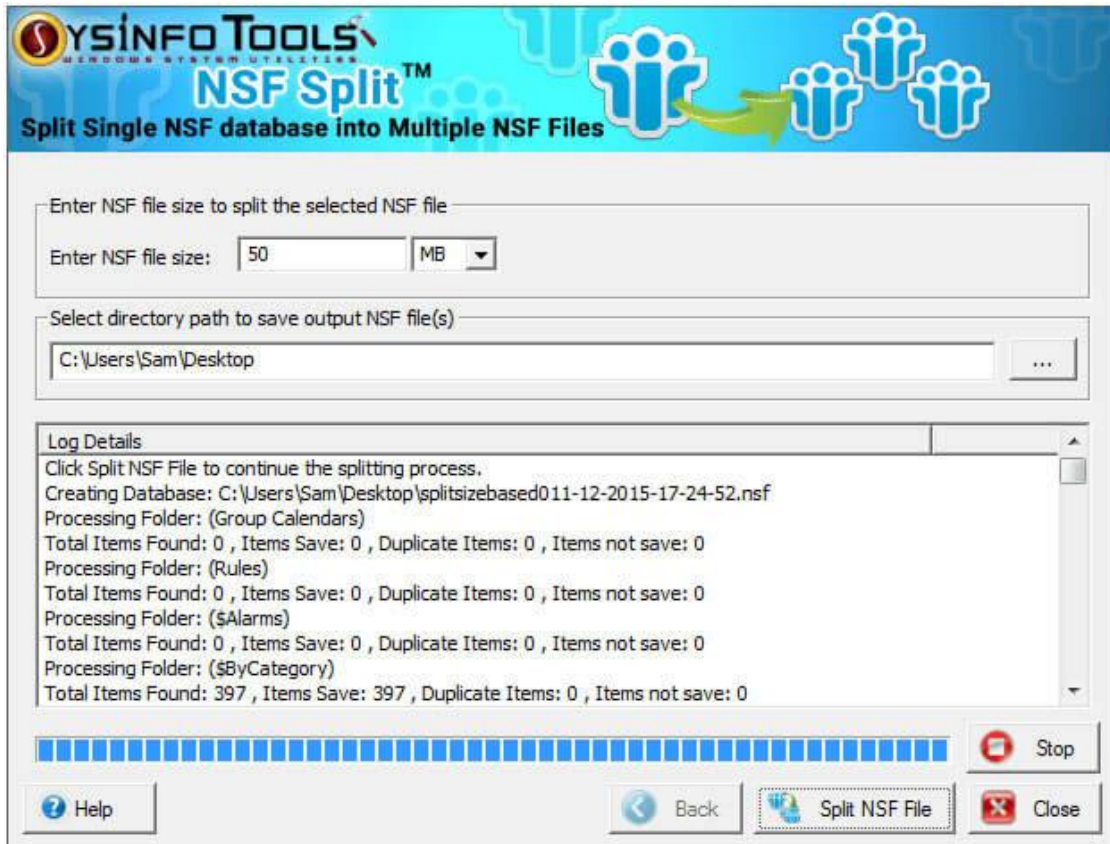 SYSINFO TOOLS
WINDOWS SYSTEM UTILITIES
NSF Split™
Split Single NSF database into Multiple NSF Files
Enter NSF file size to split the selected NSF file
Enter NSF file size: 50 MB
Select directory path to save output NSF file(s)
C:\Users\Sam\Desktop ...
Log Details
Click Split NSF File to continue the splitting process.
Creating Database: C:\Users\Sam\Desktop\splitsizebased011-12-2015-17-24-52.nsf
Processing Folder: (Group Calendars)
Total Items Found: 0 , Items Save: 0 , Duplicate Items: 0 , Items not save: 0
Processing Folder: (Rules)
Total Items Found: 0 , Items Save: 0 , Duplicate Items: 0 , Items not save: 0
Processing Folder: ($Alarms)
Total Items Found: 0 , Items Save: 0 , Duplicate Items: 0 , Items not save: 0
Processing Folder: ($ByCategory)
Total Items Found: 397 , Items Save: 397 , Duplicate Items: 0 , Items not save: 0
Stop
Help Back Split NSF File Close